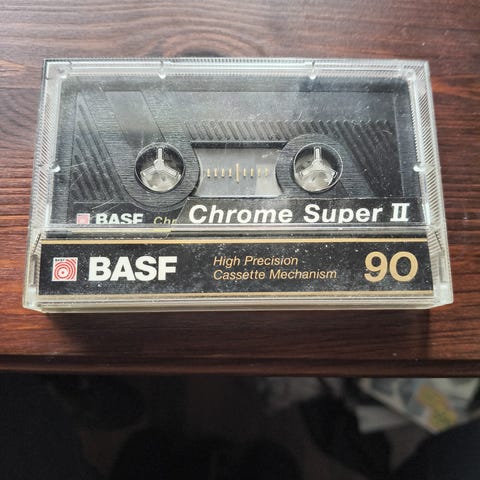 BASF Chr
Chrome Super II
BASF
High Precision
Cassette Mechanism
90